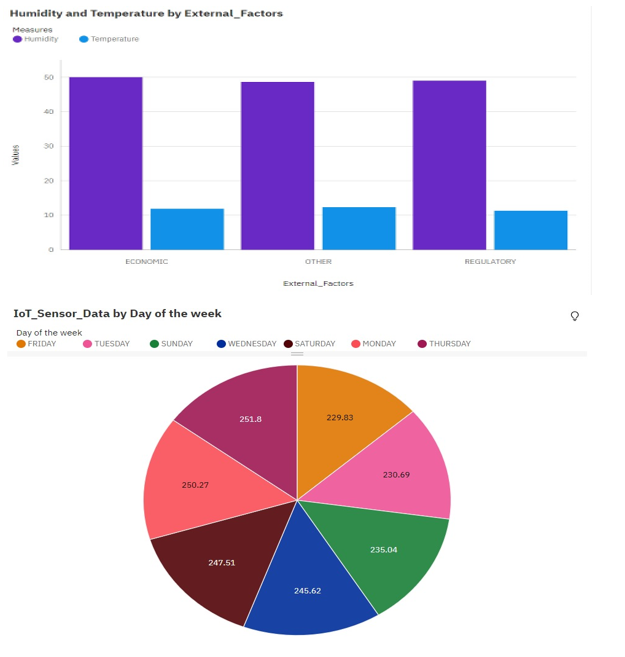 Humidity and Temperature by External_Factors
Measures
Humidity Temperature
50
40
30
20
10
0
Values
ECONOMIC OTHER REGULATORY
External_Factors
IoT_Sensor_Data by Day of the week
Day of the week
FRIDAY TUESDAY SUNDAY WEDNESDAY SATURDAY MONDAY THURSDAY
251.8 229.83
250.27 230.69
247.51 235.04
245.62